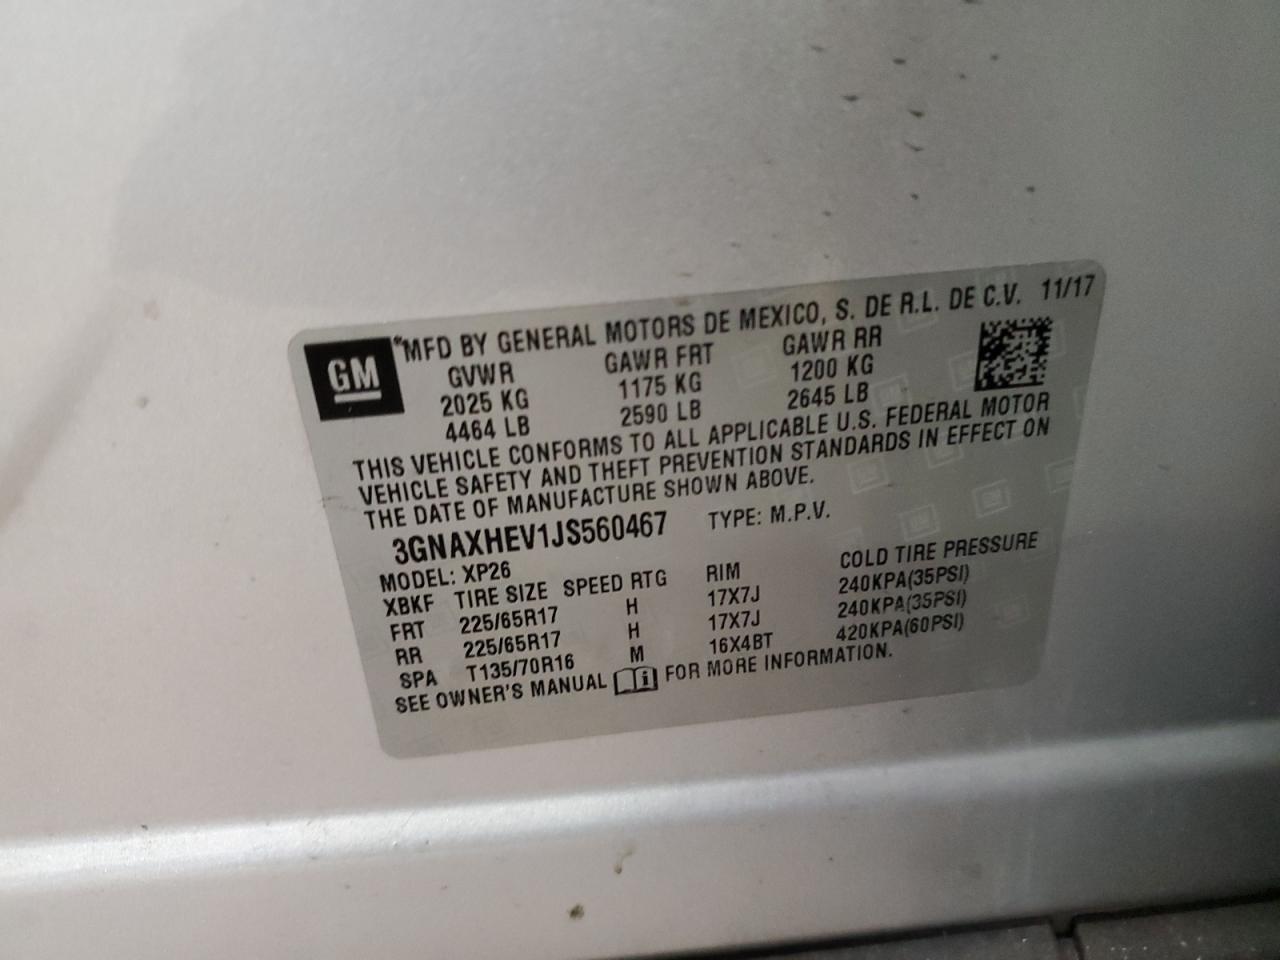 GM
*MFD BY GENERAL MOTORS DE MEXICO, S. DE R.L. DE C.V. 11/17
GVWR GAWR FRT GAWR RR
2025 KG 1175 KG 1200 KG
4464 LB 2590 LB 2645 LB
THIS VEHICLE CONFORMS TO ALL APPLICABLE U.S. FEDERAL MOTOR
VEHICLE SAFETY AND THEFT PREVENTION STANDARDS IN EFFECT ON
THE DATE OF MANUFACTURE SHOWN ABOVE.
3GNAXHEV1JS560467 TYPE: M.P.V.
MODEL: XP26
XBKF TIRE SIZE SPEED RTG RIM COLD TIRE PRESSURE
FRT 225/65R17 H 17X7J 240KPA(35PSI)
RR 225/65R17 H 17X7J 240KPA(35PSI)
SPA T135/70R16 M 16X4BT 420KPA(60PSI)
SEE OWNER'S MANUAL i FOR MORE INFORMATION.